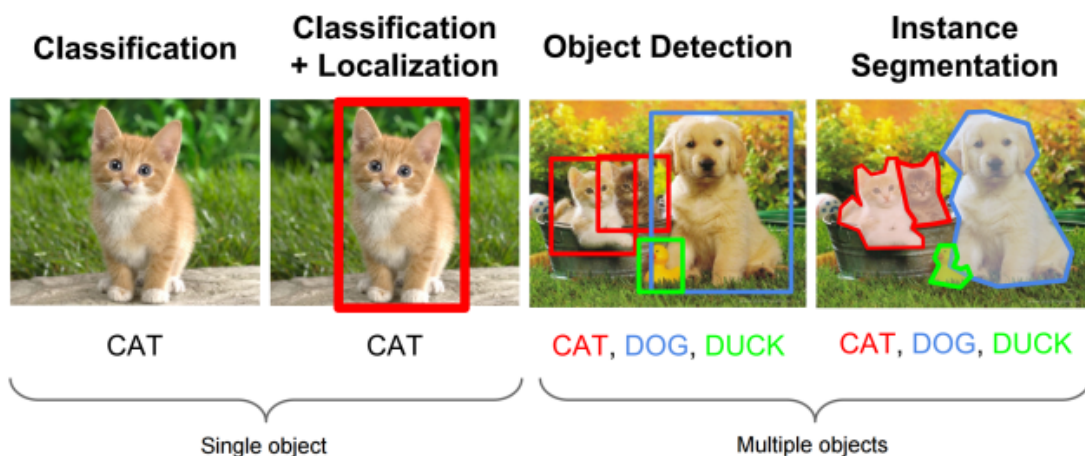 Classification
Classification
+ Localization
Object Detection
Instance
Segmentation
CAT
CAT
CAT, DOG, DUCK
CAT, DOG, DUCK
Single object
Multiple objects